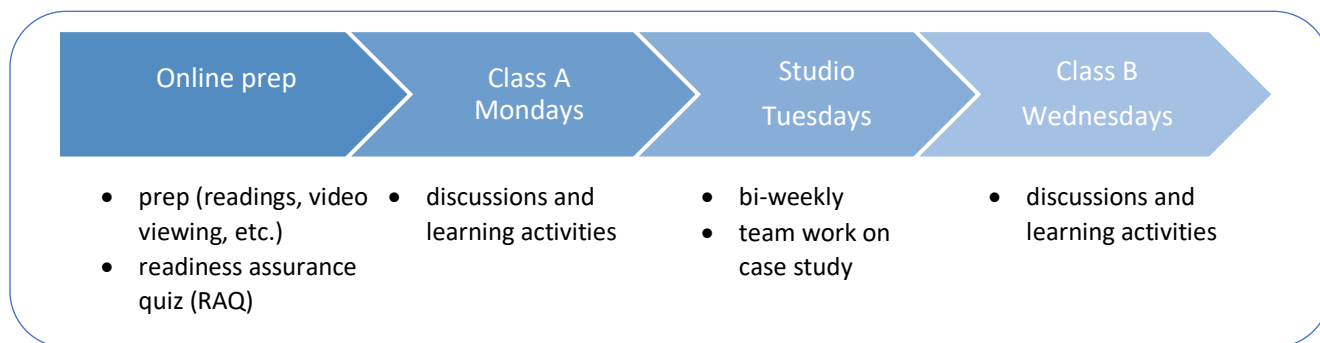 Online prep
Class A
Mondays
Studio
Tuesdays
Class B
Wednesdays
• prep (readings, video
viewing, etc.)
• readiness assurance
quiz (RAQ)
• discussions and
learning activities
• bi-weekly
• team work on
case study
• discussions and
learning activities